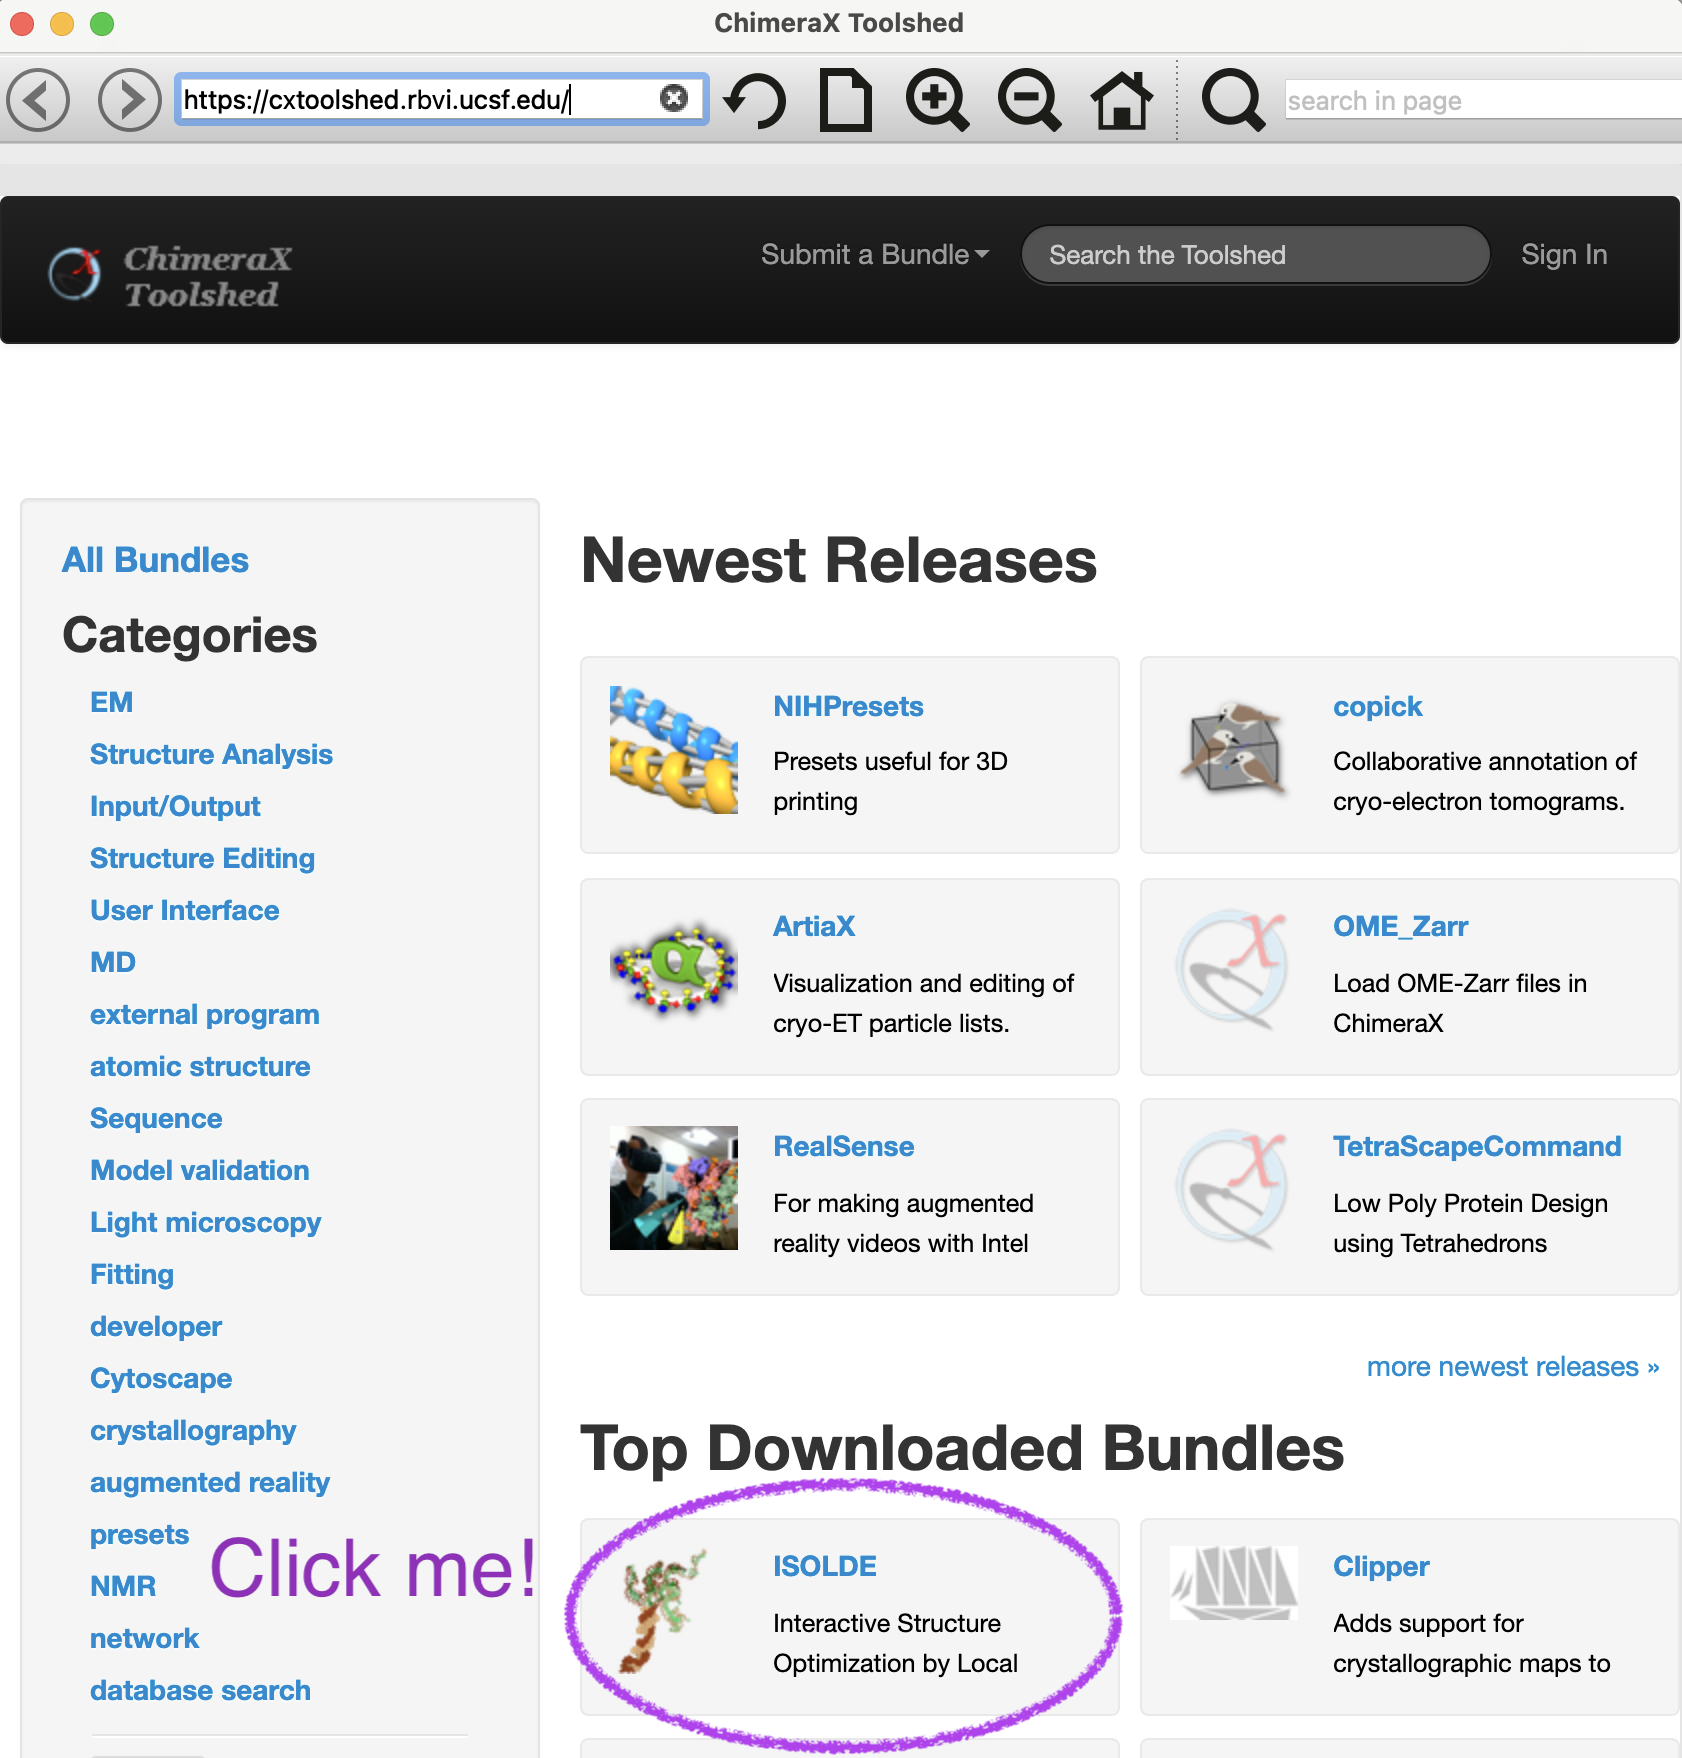 ChimeraX Toolshed
https://cxtoolshed.rbvi.ucsf.edu/
search in page
ChimeraX
Toolshed
Submit a Bundle
Search the Toolshed
Sign In
All Bundles
Categories
EM
Structure Analysis
Input/Output
Structure Editing
User Interface
MD
external program
atomic structure
Sequence
Model validation
Light microscopy
Fitting
developer
Cytoscape
crystallography
augmented reality
presets
NMR
network
database search
Click me!
Newest Releases
NIHPresets
Presets useful for 3D
printing
copick
Collaborative annotation of
cryo-electron tomograms.
ArtiaX
Visualization and editing of
cryo-ET particle lists.
OME_Zarr
Load OME-Zarr files in
ChimeraX
RealSense
For making augmented
reality videos with Intel
TetraScapeCommand
Low Poly Protein Design
using Tetrahedrons
more newest releases »
Top Downloaded Bundles
ISOLDE
Interactive Structure
Optimization by Local
Clipper
Adds support for
crystallographic maps to